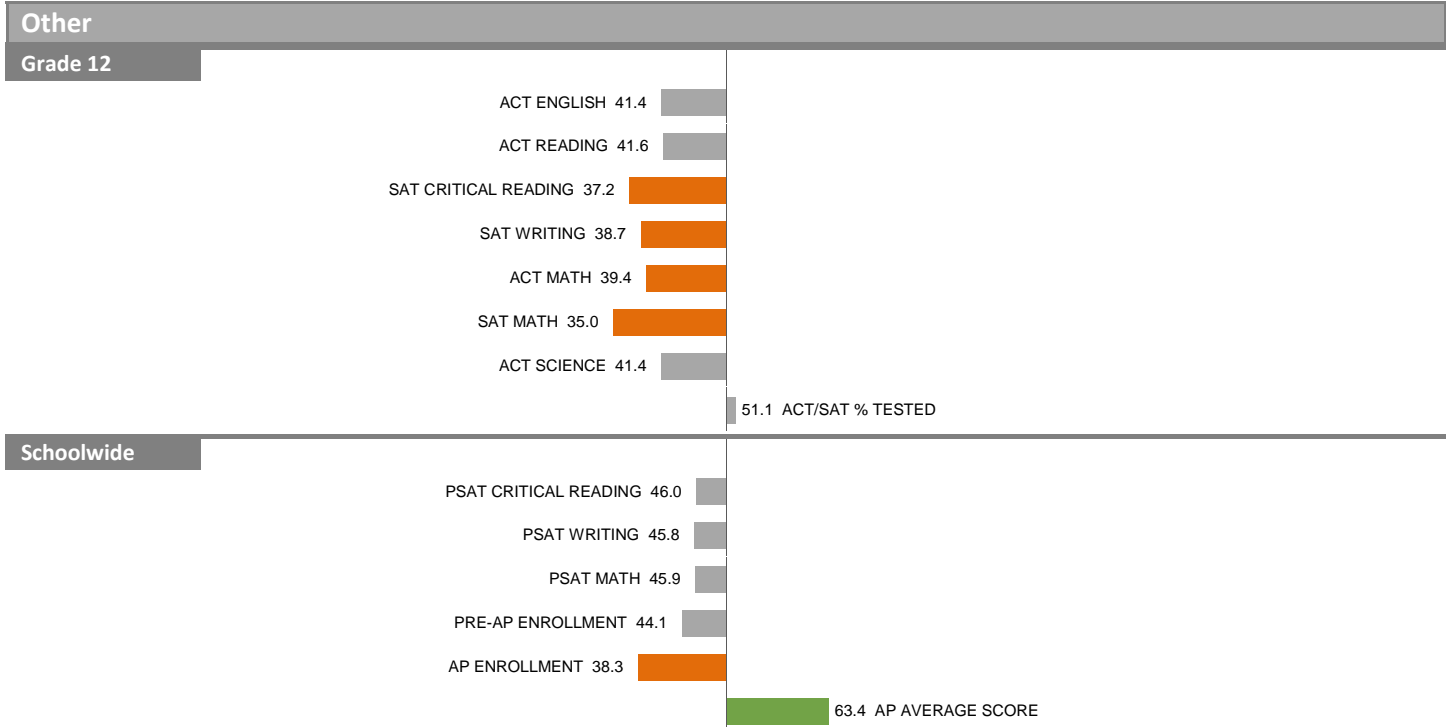 Other
Grade 12
ACT ENGLISH 41.4
ACT READING 41.6
SAT CRITICAL READING 37.2
SAT WRITING 38.7
ACT MATH 39.4
SAT MATH 35.0
ACT SCIENCE 41.4
51.1 ACT/SAT % TESTED
Schoolwide
PSAT CRITICAL READING 46.0
PSAT WRITING 45.8
PSAT MATH 45.9
PRE-AP ENROLLMENT 44.1
AP ENROLLMENT 38.3
63.4 AP AVERAGE SCORE